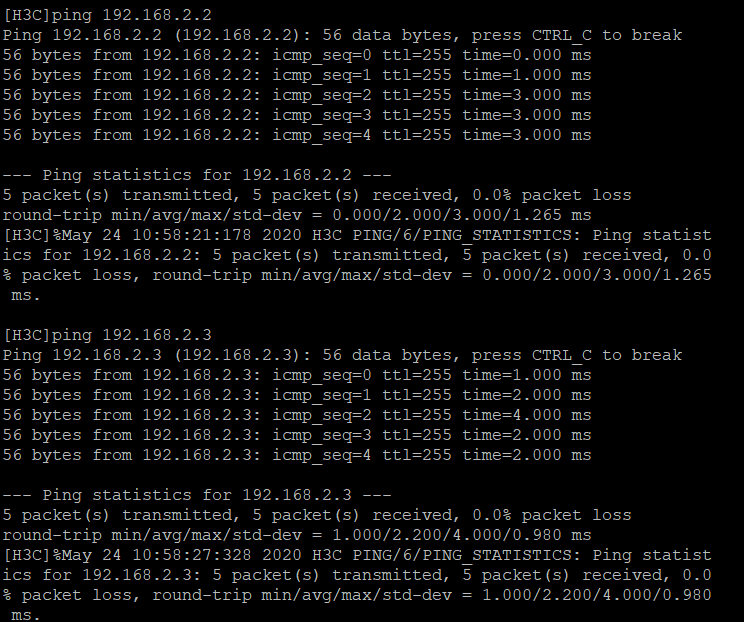 [H3C]ping 192.168.2.2
Ping 192.168.2.2 (192.168.2.2): 56 data bytes, press CTRL_C to break
56 bytes from 192.168.2.2: icmp_seq=0 ttl=255 time=0.000 ms
56 bytes from 192.168.2.2: icmp_seq=1 ttl=255 time=1.000 ms
56 bytes from 192.168.2.2: icmp_seq=2 ttl=255 time=3.000 ms
56 bytes from 192.168.2.2: icmp_seq=3 ttl=255 time=3.000 ms
56 bytes from 192.168.2.2: icmp_seq=4 ttl=255 time=3.000 ms

--- Ping statistics for 192.168.2.2 ---
5 packet(s) transmitted, 5 packet(s) received, 0.0% packet loss
round-trip min/avg/max/std-dev = 0.000/2.000/3.000/1.265 ms
[H3C]%May 24 10:58:21:178 2020 H3C PING/6/PING_STATISTICS: Ping statist
ics for 192.168.2.2: 5 packet(s) transmitted, 5 packet(s) received, 0.0
% packet loss, round-trip min/avg/max/std-dev = 0.000/2.000/3.000/1.265
 ms.

[H3C]ping 192.168.2.3
Ping 192.168.2.3 (192.168.2.3): 56 data bytes, press CTRL_C to break
56 bytes from 192.168.2.3: icmp_seq=0 ttl=255 time=1.000 ms
56 bytes from 192.168.2.3: icmp_seq=1 ttl=255 time=2.000 ms
56 bytes from 192.168.2.3: icmp_seq=2 ttl=255 time=4.000 ms
56 bytes from 192.168.2.3: icmp_seq=3 ttl=255 time=2.000 ms
56 bytes from 192.168.2.3: icmp_seq=4 ttl=255 time=2.000 ms

--- Ping statistics for 192.168.2.3 ---
5 packet(s) transmitted, 5 packet(s) received, 0.0% packet loss
round-trip min/avg/max/std-dev = 1.000/2.200/4.000/0.980 ms
[H3C]%May 24 10:58:27:328 2020 H3C PING/6/PING_STATISTICS: Ping statist
ics for 192.168.2.3: 5 packet(s) transmitted, 5 packet(s) received, 0.0
% packet loss, round-trip min/avg/max/std-dev = 1.000/2.200/4.000/0.980
 ms.